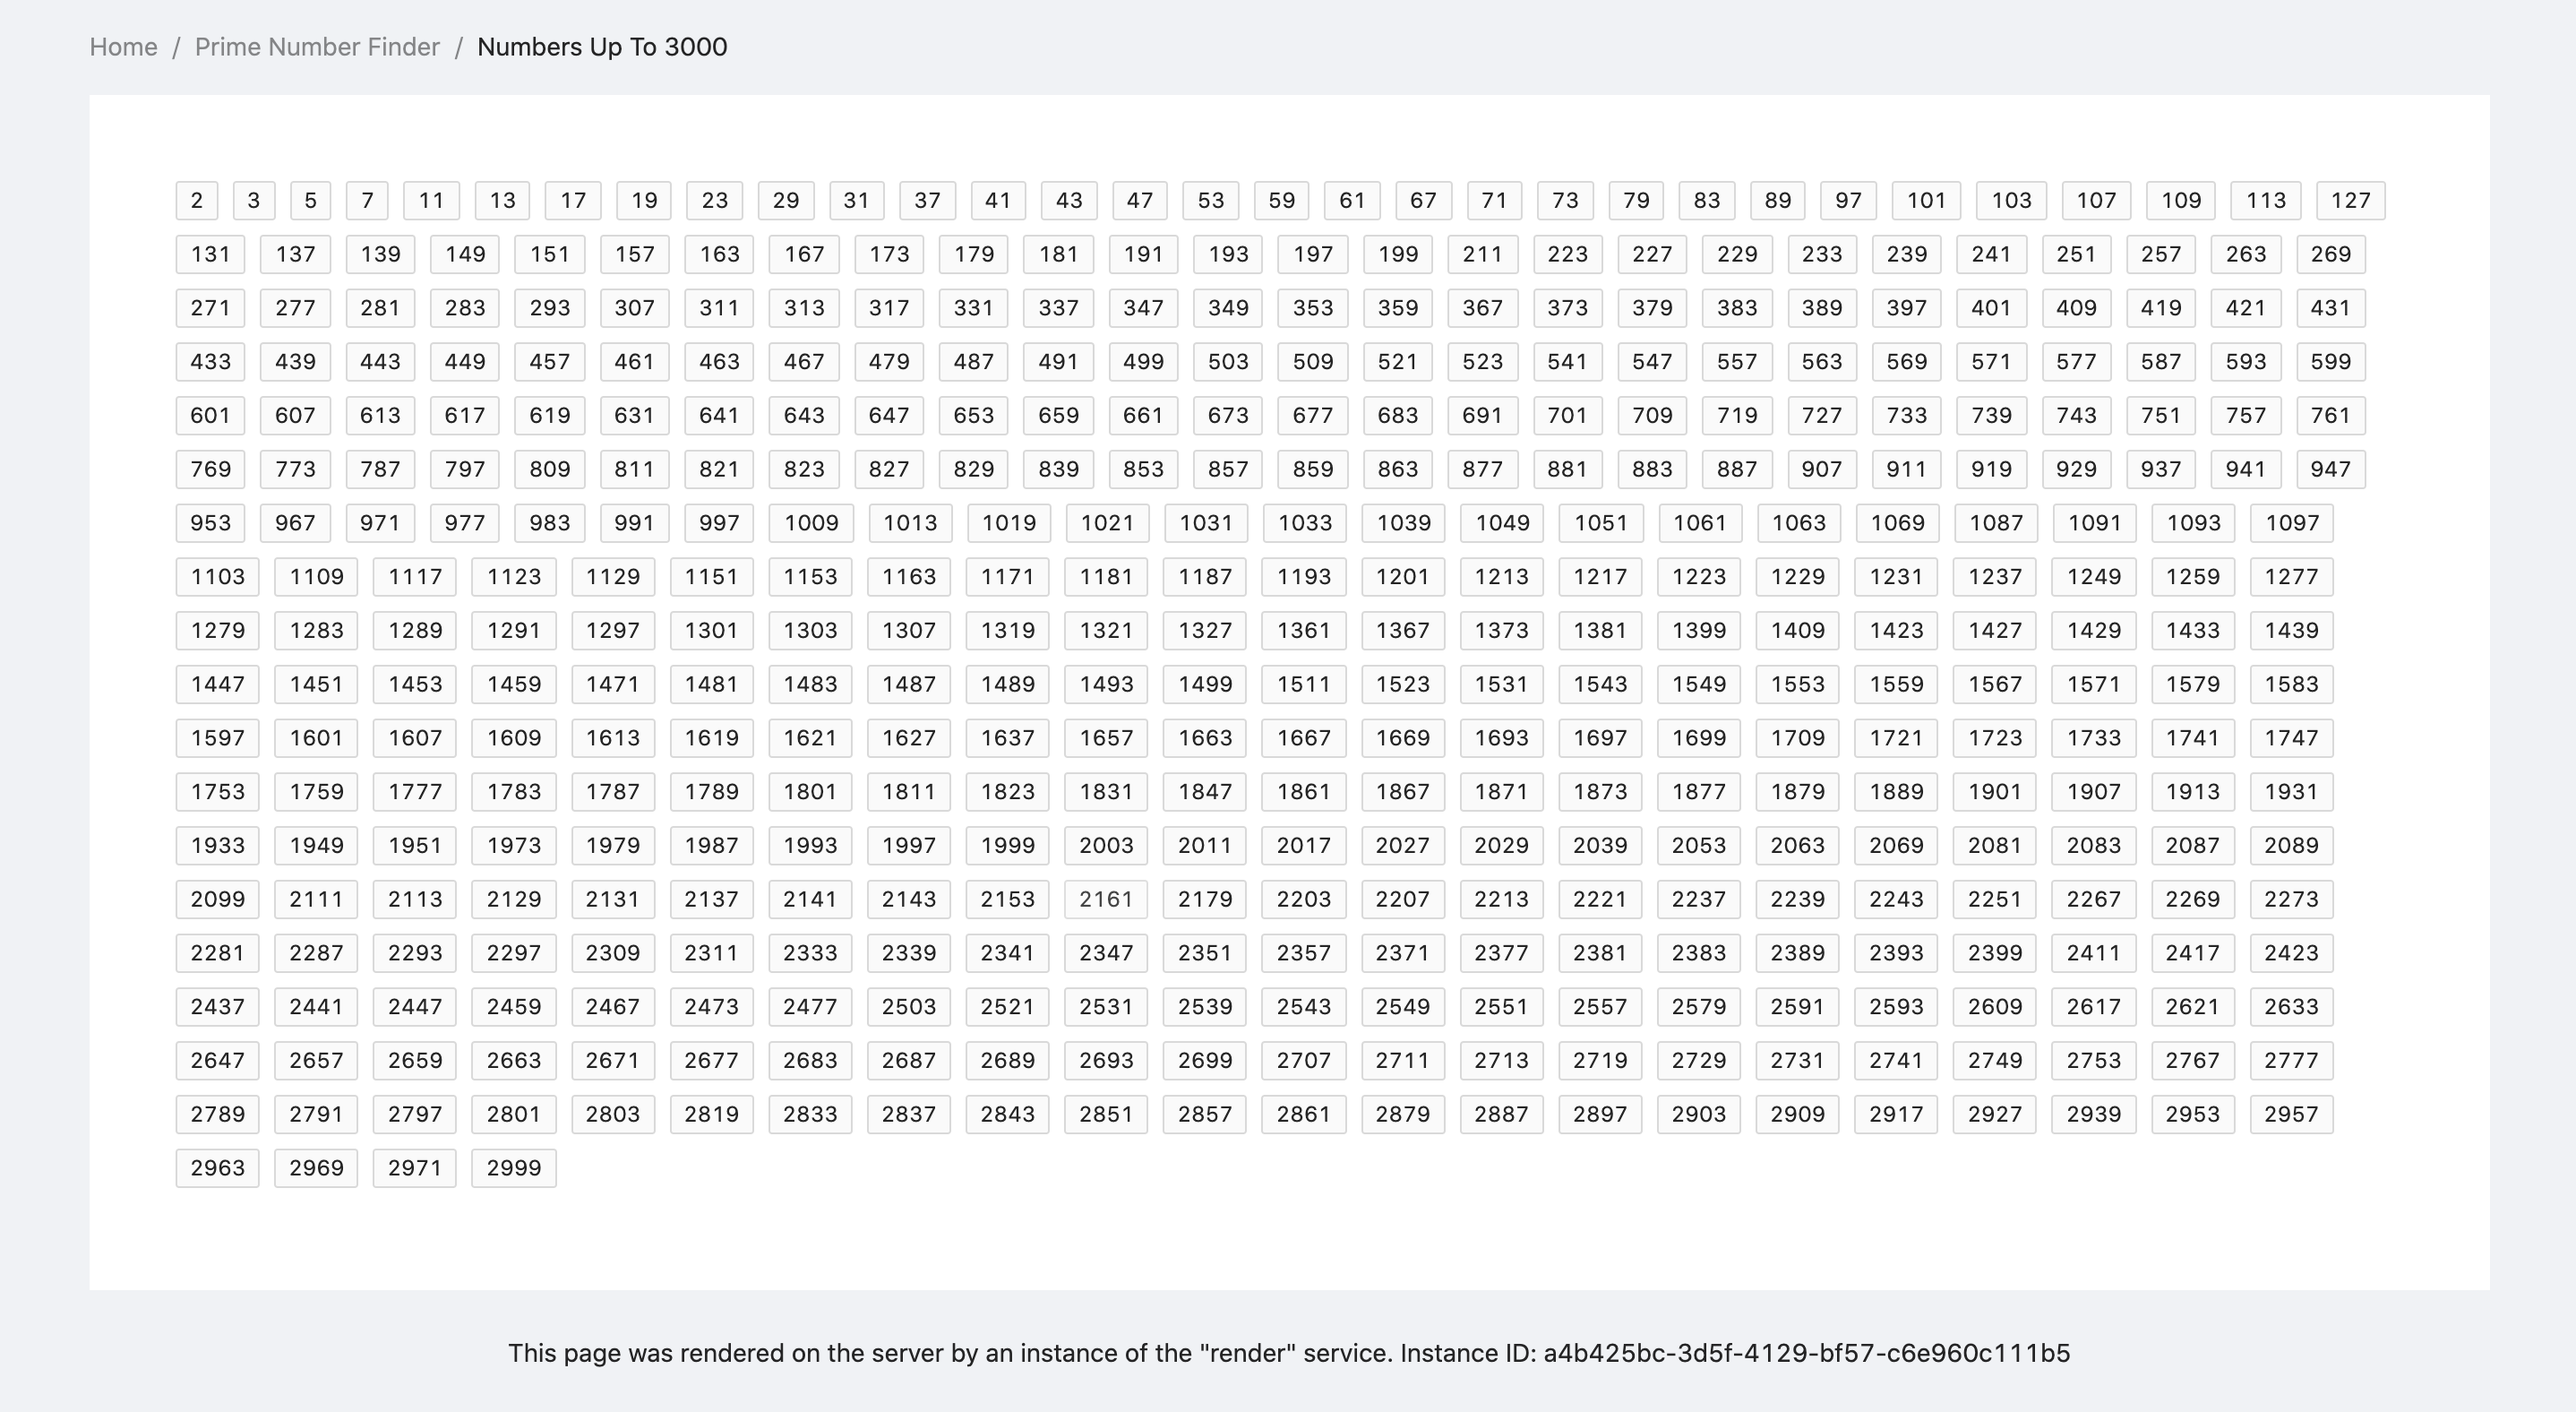 Home / Prime Number Finder / Numbers Up To 3000
2 3 5 7 11 13 17 19 23 29 31 37 41 43 47 53 59 61 67 71 73 79 83 89 97 101 103 107 109 113 127
131 137 139 149 151 157 163 167 173 179 181 191 193 197 199 211 223 227 229 233 239 241 251 257 263 269
271 277 281 283 293 307 311 313 317 331 337 347 349 353 359 367 373 379 383 389 397 401 409 419 421 431
433 439 443 449 457 461 463 467 479 487 491 499 503 509 521 523 541 547 557 563 569 571 577 587 593 599
601 607 613 617 619 631 641 643 647 653 659 661 673 677 683 691 701 709 719 727 733 739 743 751 757 761
769 773 787 797 809 811 821 823 827 829 839 853 857 859 863 877 881 883 887 907 911 919 929 937 941 947
953 967 971 977 983 991 997 1009 1013 1019 1021 1031 1033 1039 1049 1051 1061 1063 1069 1087 1091 1093 1097
1103 1109 1117 1123 1129 1151 1153 1163 1171 1181 1187 1193 1201 1213 1217 1223 1229 1231 1237 1249 1259 1277
1279 1283 1289 1291 1297 1301 1303 1307 1319 1321 1327 1361 1367 1373 1381 1399 1409 1423 1427 1429 1433 1439
1447 1451 1453 1459 1471 1481 1483 1487 1489 1493 1499 1511 1523 1531 1543 1549 1553 1559 1567 1571 1579 1583
1597 1601 1607 1609 1613 1619 1621 1627 1637 1657 1663 1667 1669 1693 1697 1699 1709 1721 1723 1733 1741 1747
1753 1759 1777 1783 1787 1789 1801 1811 1823 1831 1847 1861 1867 1871 1873 1877 1879 1889 1901 1907 1913 1931
1933 1949 1951 1973 1979 1987 1993 1997 1999 2003 2011 2017 2027 2029 2039 2053 2063 2069 2081 2083 2087 2089
2099 2111 2113 2129 2131 2137 2141 2143 2153 2161 2179 2203 2207 2213 2221 2237 2239 2243 2251 2267 2269 2273
2281 2287 2293 2297 2309 2311 2333 2339 2341 2347 2351 2357 2371 2377 2381 2383 2389 2393 2399 2411 2417 2423
2437 2441 2447 2459 2467 2473 2477 2503 2521 2531 2539 2543 2549 2551 2557 2579 2591 2593 2609 2617 2621 2633
2647 2657 2659 2663 2671 2677 2683 2687 2689 2693 2699 2707 2711 2713 2719 2729 2731 2741 2749 2753 2767 2777
2789 2791 2797 2801 2803 2819 2833 2837 2843 2851 2857 2861 2879 2887 2897 2903 2909 2917 2927 2939 2953 2957
2963 2969 2971 2999
This page was rendered on the server by an instance of the "render" service. Instance ID: a4b425bc-3d5f-4129-bf57-c6e960c111b5